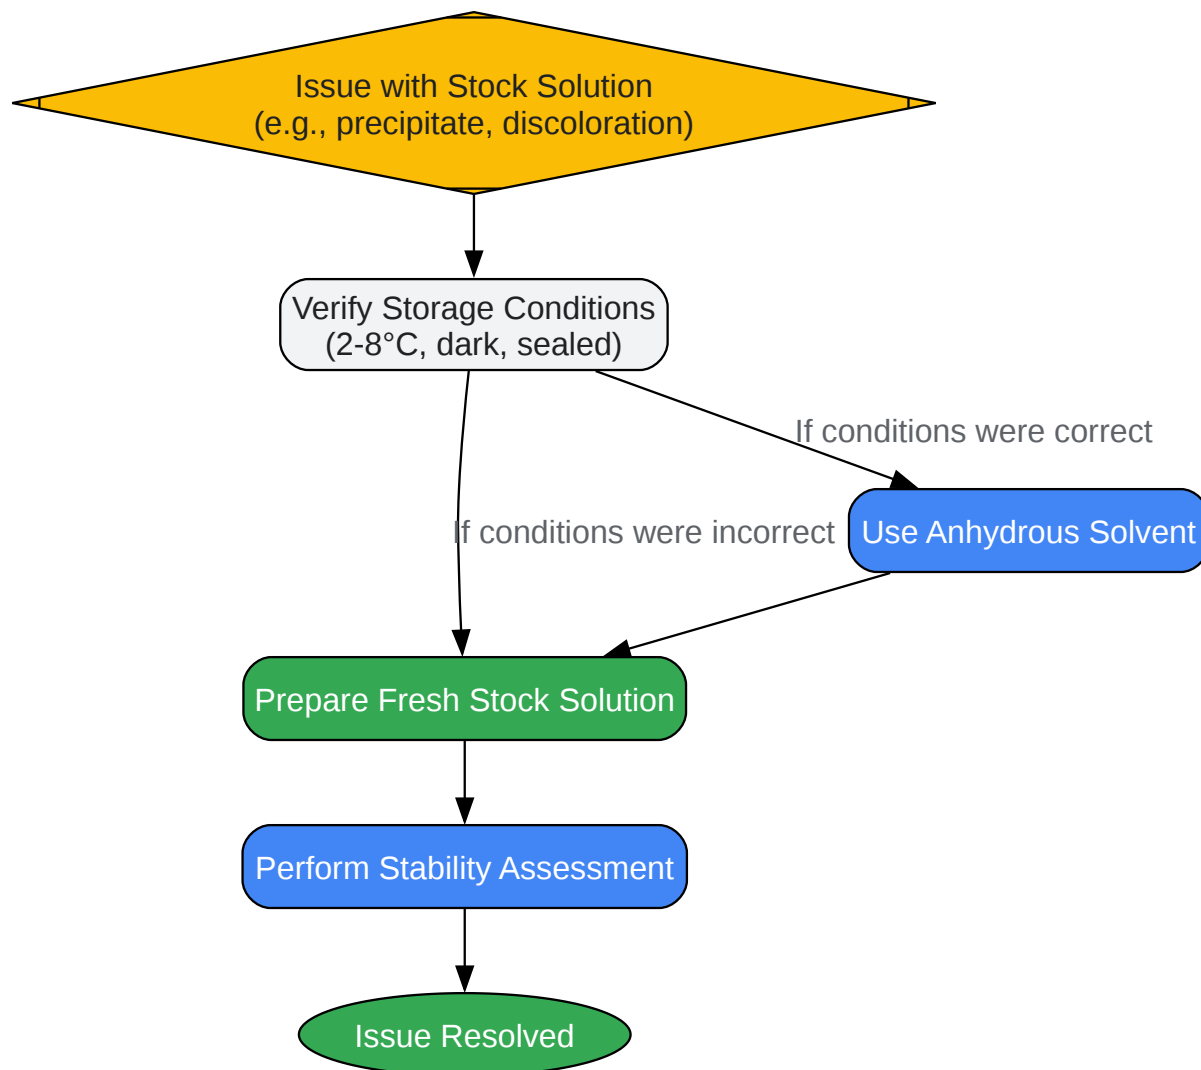 Issue with Stock Solution
(e.g., precipitate, discoloration)
Verify Storage Conditions
(2-8°C, dark, sealed)
If conditions were correct
If conditions were incorrect
Use Anhydrous Solvent
Prepare Fresh Stock Solution
Perform Stability Assessment
Issue Resolved